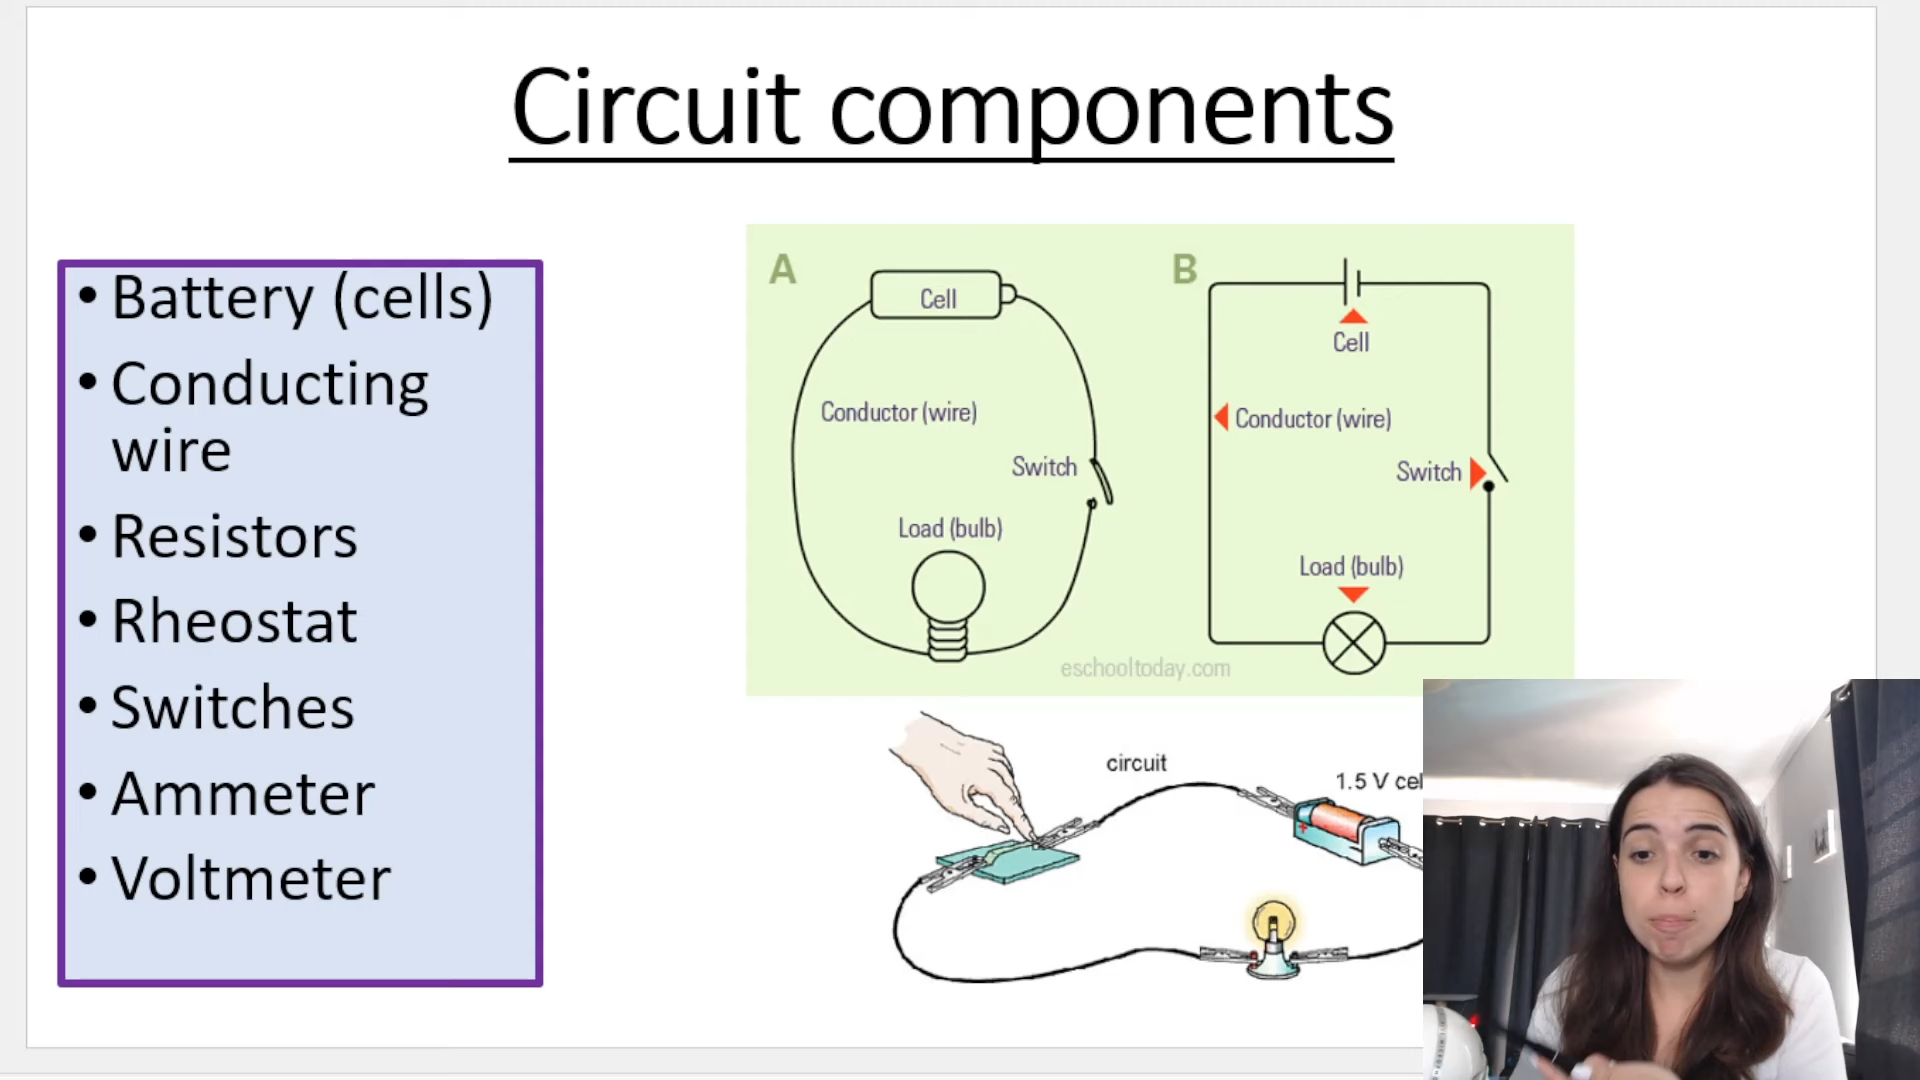 Circuit components
• Battery (cells)
• Conducting
wire
• Resistors
• Rheostat
• Switches
• Ammeter
• Voltmeter
A
Cell
Conductor (wire)
Switch
Load (bulb)
B
Cell
Conductor (wire)
Switch
Load (bulb)
eschooltoday.com
circuit
1.5 V cel
+